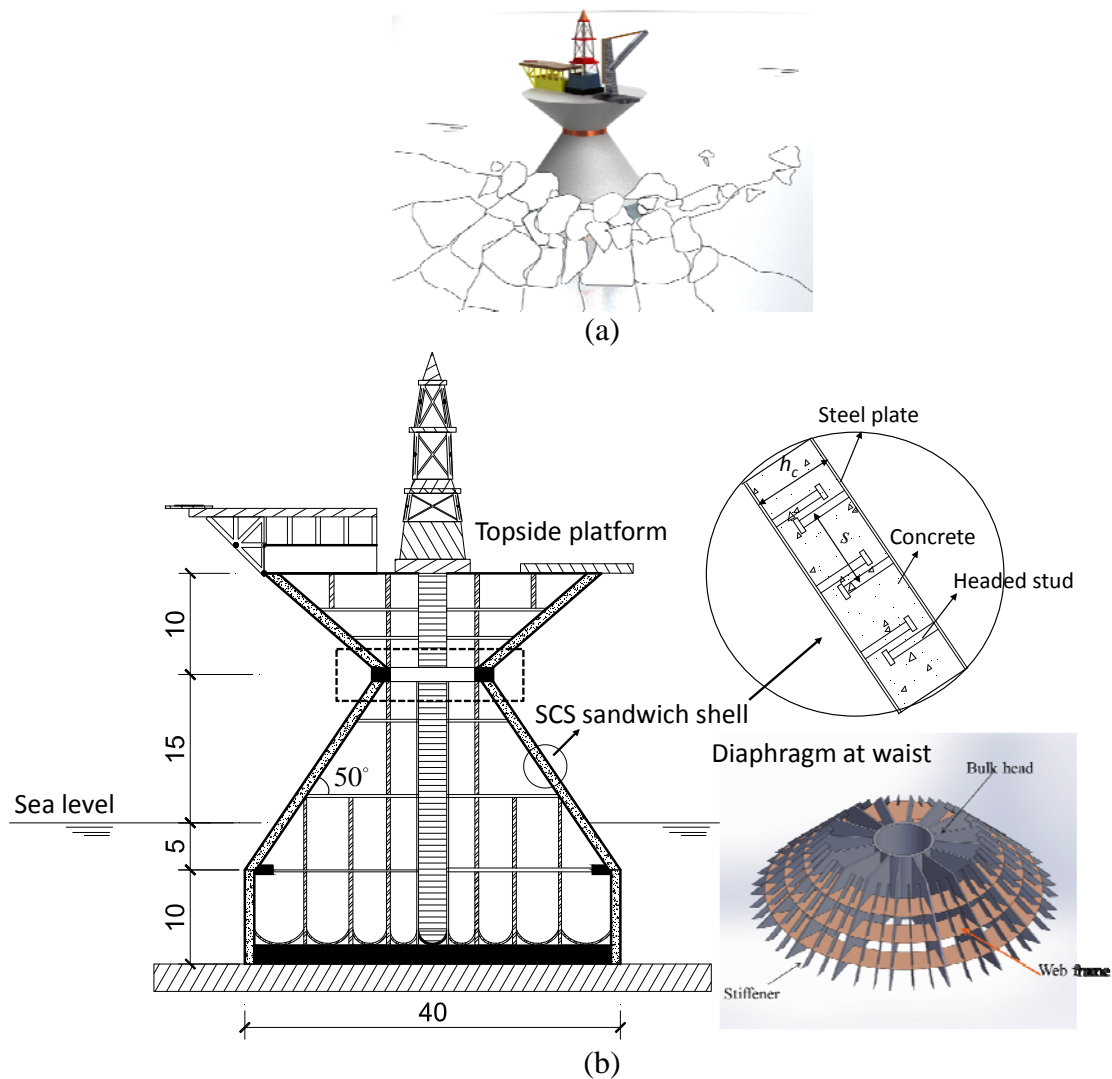 (a)
Steel plate
h_c
Topside platform
s
Concrete
Headed stud
10
SCS sandwich shell
15
50°
Diaphragm at waist
Bulk head
Sea level
5
10
Web frame
Stiffener
40
(b)